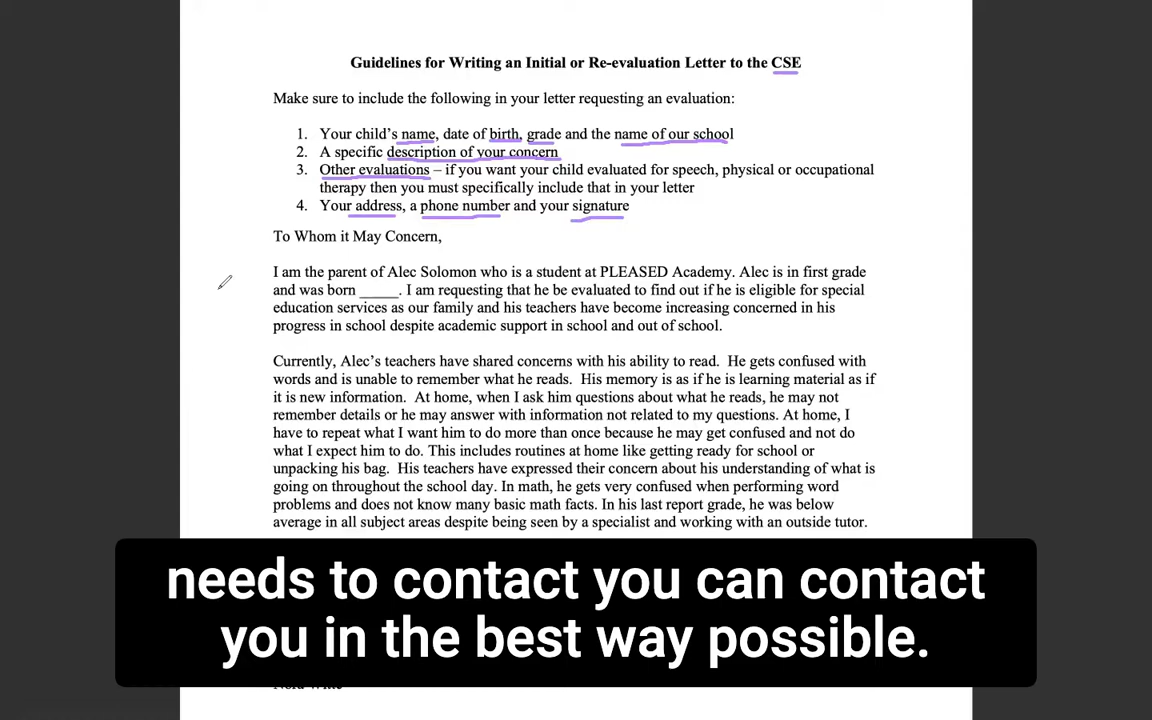 Guidelines for Writing an Initial or Re-evaluation Letter to the CSE
Make sure to include the following in your letter requesting an evaluation:
1. Your child's name, date of birth, grade and the name of our school
2. A specific description of your concern
3. Other evaluations – if you want your child evaluated for speech, physical or occupational
therapy then you must specifically include that in your letter
4. Your address, a phone number and your signature
To Whom it May Concern,
I am the parent of Alec Solomon who is a student at PLEASED Academy. Alec is in first grade
and was born _____. I am requesting that he be evaluated to find out if he is eligible for special
education services as our family and his teachers have become increasing concerned in his
progress in school despite academic support in school and out of school.
Currently, Alec's teachers have shared concerns with his ability to read. He gets confused with
words and is unable to remember what he reads. His memory is as if he is learning material as if
it is new information. At home, when I ask him questions about what he reads, he may not
remember details or he may answer with information not related to my questions. At home, I
have to repeat what I want him to do more than once because he may get confused and not do
what I expect him to do. This includes routines at home like getting ready for school or
unpacking his bag. His teachers have expressed their concern about his understanding of what is
going on throughout the school day. In math, he gets very confused when performing word
problems and does not know many basic math facts. In his last report grade, he was below
average in all subject areas despite being seen by a specialist and working with an outside tutor.
needs to contact you can contact
you in the best way possible.